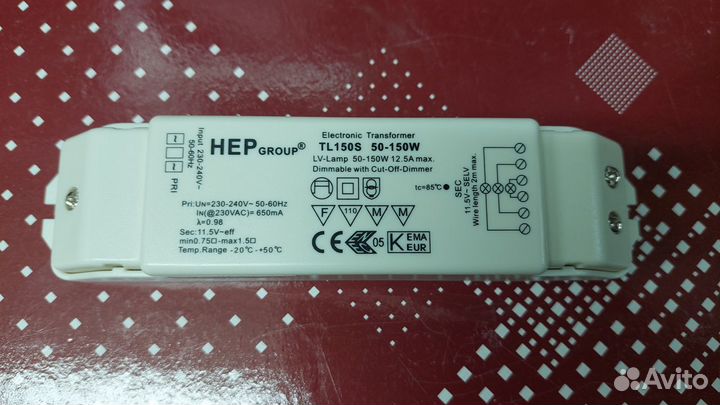 Input 230-240V~
50-60Hz
PRI
HEP GROUP®
Electronic Transformer
TL150S 50-150W
LV-Lamp 50-150W 12.5A max.
Dimmable with Cut-Off-Dimmer
Pri:UN=230-240V~ 50-60Hz
IN(@230VAC)=650mA
λ=0.98
Sec:11.5V~eff
min0.75□-max1.5□
Temp.Range -20°C -+50°C
tc=85°C
F
110
M
M
CE
05
K EMA
EUR
SEC
11.5V~ SELV
Wire length 2m max.
Avito